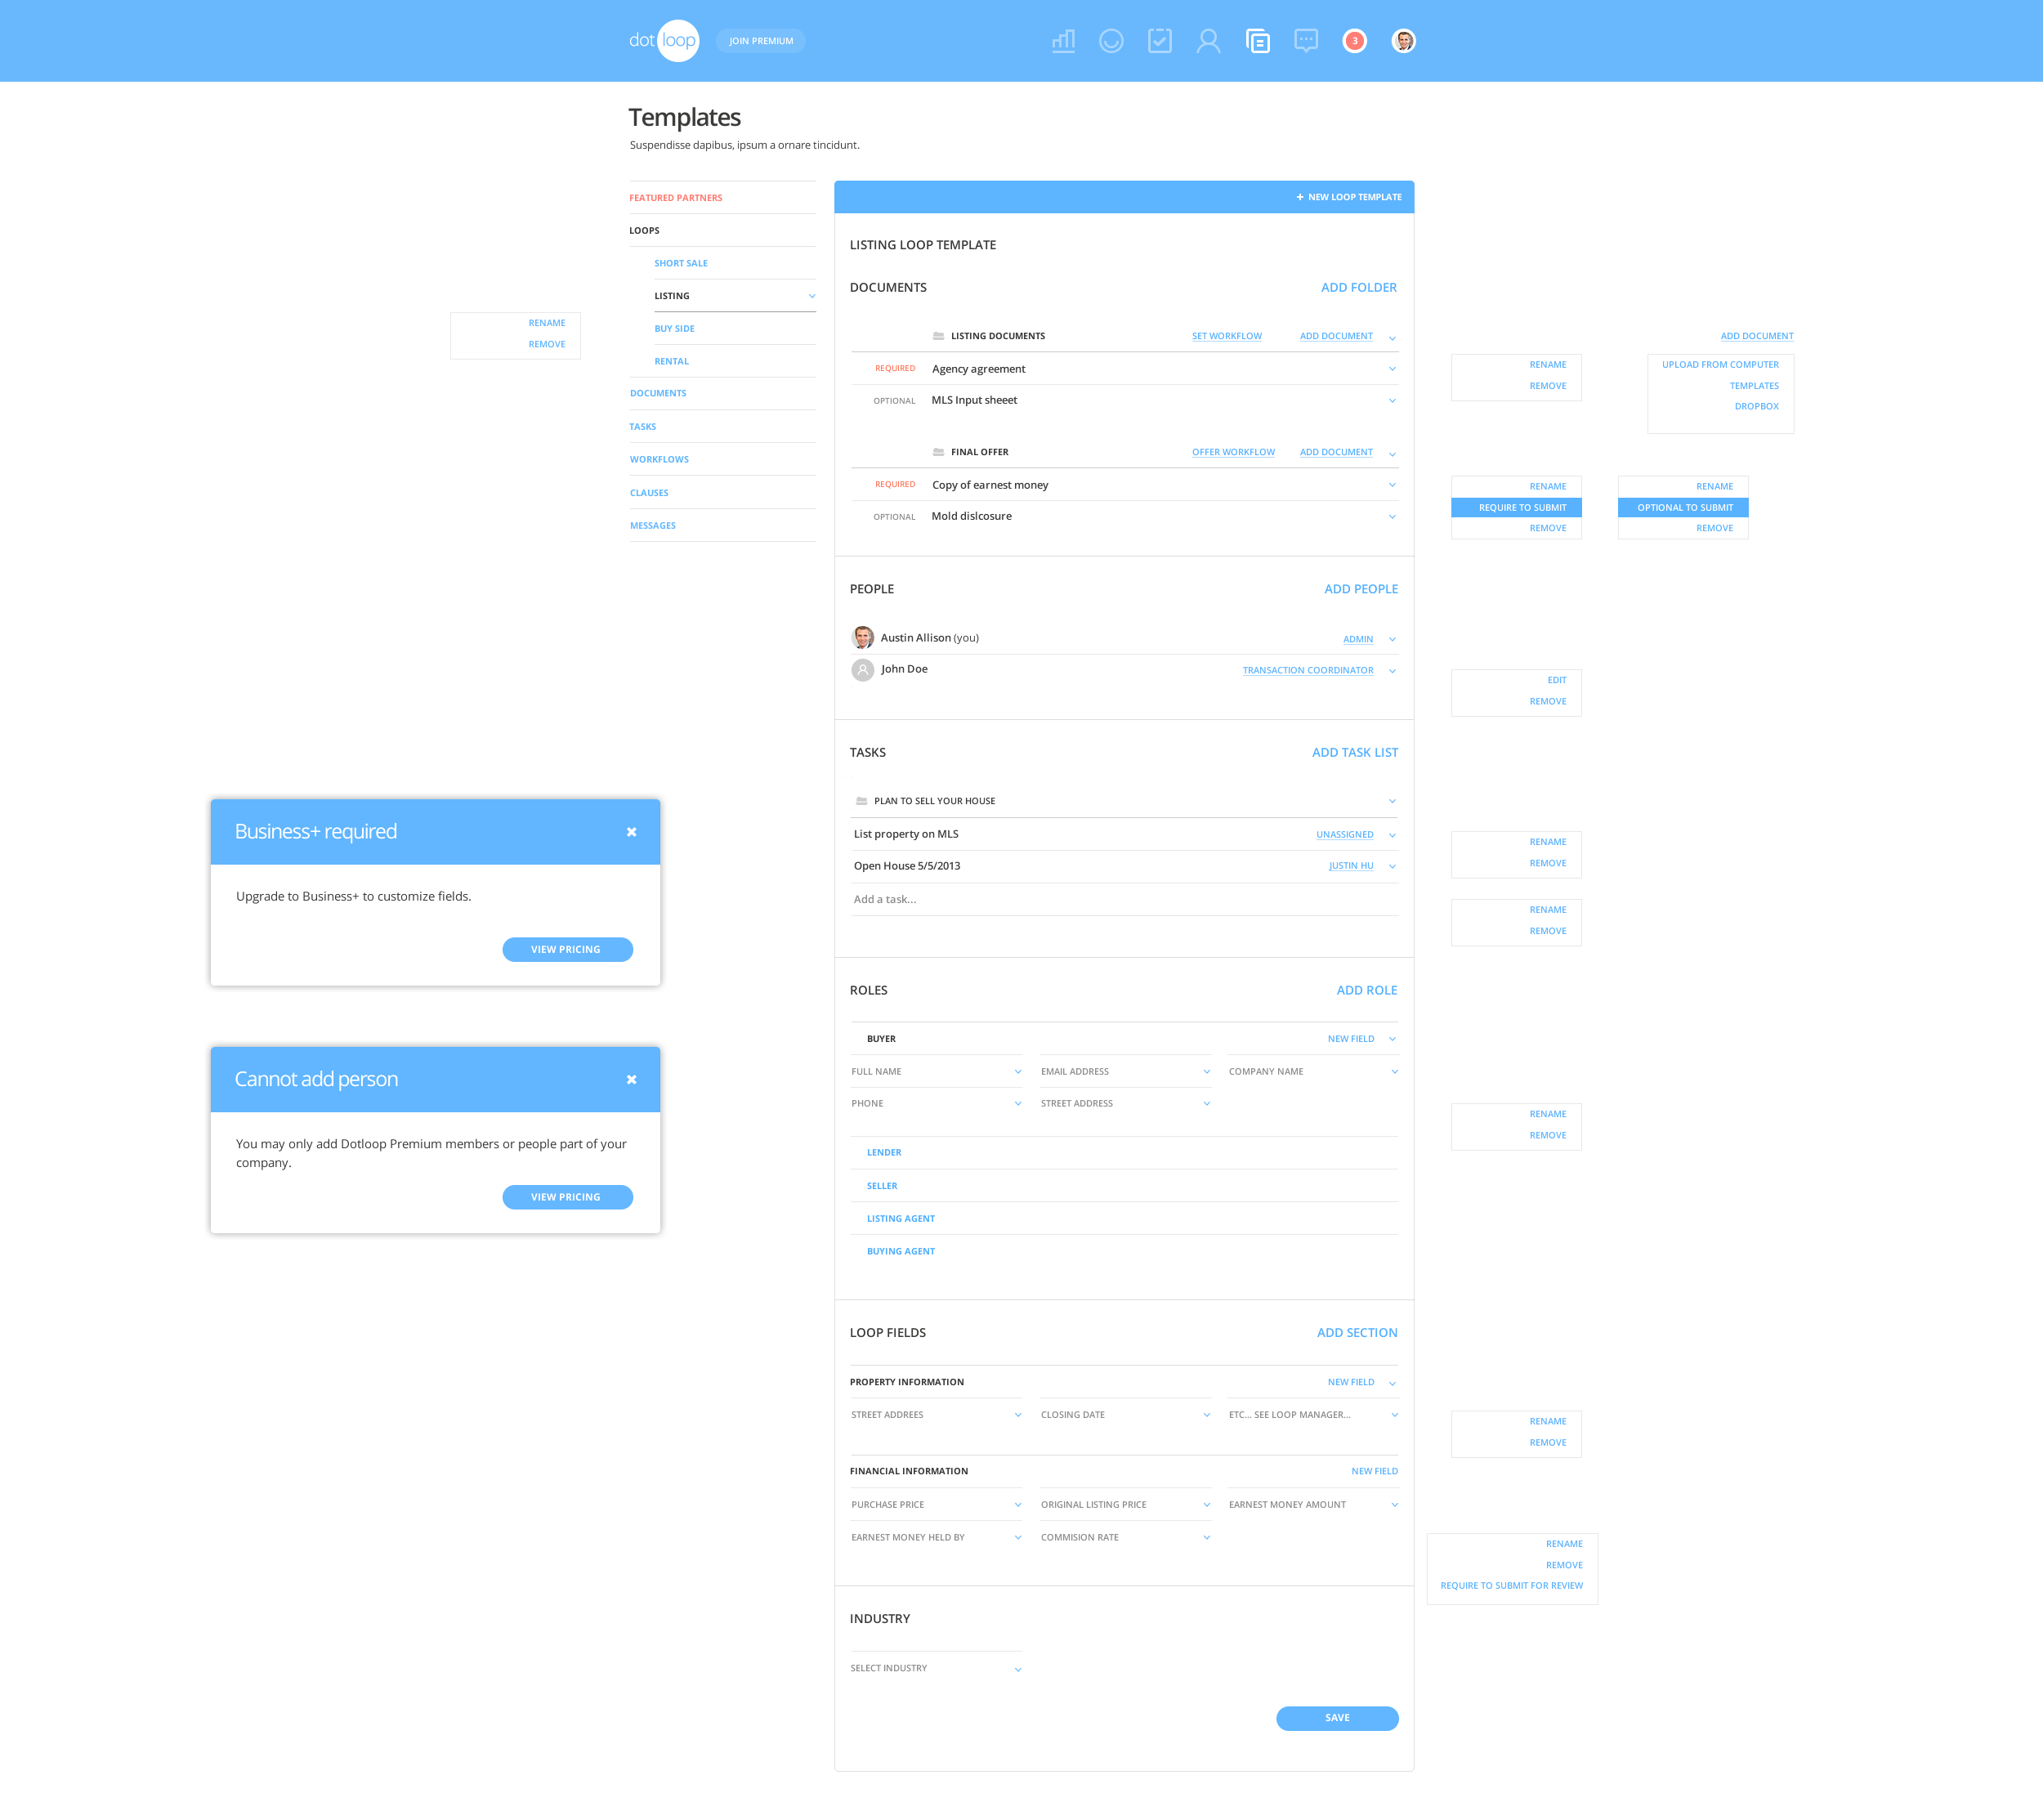 dotloop
JOIN PREMIUM
3
Templates
Suspendisse dapibus, ipsum a ornare tincidunt.
FEATURED PARTNERS
LOOPS
SHORT SALE
LISTING
BUY SIDE
RENTAL
DOCUMENTS
TASKS
WORKFLOWS
CLAUSES
MESSAGES
RENAME
REMOVE
+ NEW LOOP TEMPLATE
LISTING LOOP TEMPLATE
DOCUMENTS ADD FOLDER
LISTING DOCUMENTS SET WORKFLOW ADD DOCUMENT
REQUIRED Agency agreement
OPTIONAL MLS Input sheeet
FINAL OFFER OFFER WORKFLOW ADD DOCUMENT
REQUIRED Copy of earnest money
OPTIONAL Mold dislcosure
RENAME
REMOVE
ADD DOCUMENT
UPLOAD FROM COMPUTER
TEMPLATES
DROPBOX
RENAME
REQUIRE TO SUBMIT
REMOVE
RENAME
OPTIONAL TO SUBMIT
REMOVE
PEOPLE ADD PEOPLE
Austin Allison (you) ADMIN
John Doe TRANSACTION COORDINATOR
EDIT
REMOVE
TASKS ADD TASK LIST
PLAN TO SELL YOUR HOUSE
List property on MLS UNASSIGNED
Open House 5/5/2013 JUSTIN HU
Add a task...
RENAME
REMOVE
RENAME
REMOVE
Business+ required
Upgrade to Business+ to customize fields.
VIEW PRICING
Cannot add person
You may only add Dotloop Premium members or people part of your
company.
VIEW PRICING
ROLES ADD ROLE
BUYER NEW FIELD
FULL NAME EMAIL ADDRESS COMPANY NAME
PHONE STREET ADDRESS
LENDER
SELLER
LISTING AGENT
BUYING AGENT
RENAME
REMOVE
LOOP FIELDS ADD SECTION
PROPERTY INFORMATION NEW FIELD
STREET ADDREES CLOSING DATE ETC... SEE LOOP MANAGER...
FINANCIAL INFORMATION NEW FIELD
PURCHASE PRICE ORIGINAL LISTING PRICE EARNEST MONEY AMOUNT
EARNEST MONEY HELD BY COMMISION RATE
RENAME
REMOVE
RENAME
REMOVE
REQUIRE TO SUBMIT FOR REVIEW
INDUSTRY
SELECT INDUSTRY
SAVE